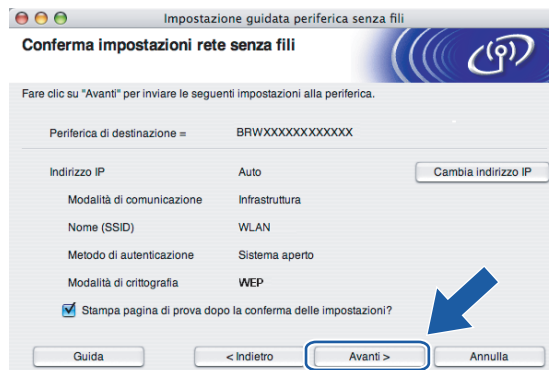 Impostazione guidata periferica senza fili
Conferma impostazioni rete senza fili
Fare clic su "Avanti" per inviare le seguenti impostazioni alla periferica.
Periferica di destinazione = BRWXXXXXXXXXXXX
Indirizzo IP Auto Cambia indirizzo IP
Modalità di comunicazione Infrastruttura
Nome (SSID) WLAN
Metodo di autenticazione Sistema aperto
Modalità di crittografia WEP
Stampa pagina di prova dopo la conferma delle impostazioni?
Guida < Indietro Avanti > Annulla